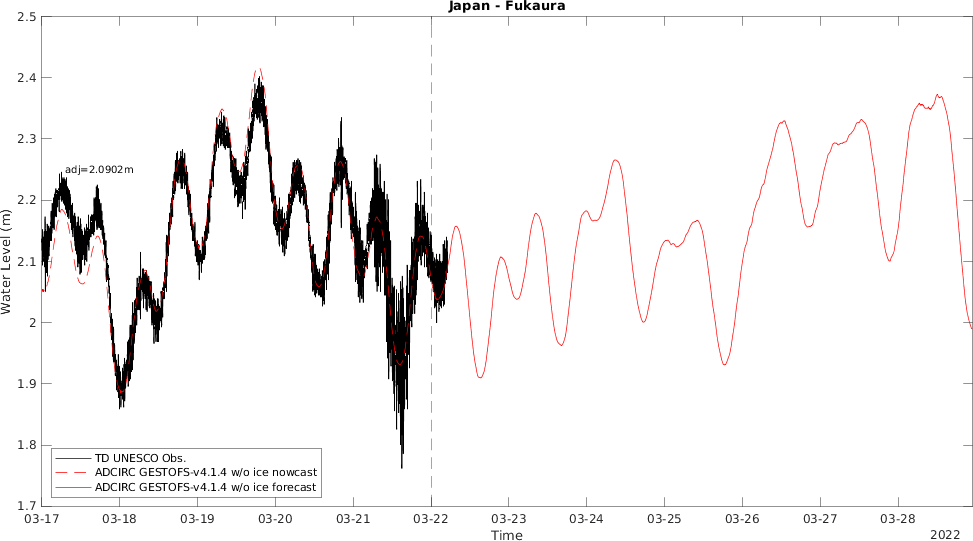 Japan - Fukaura
2.5
2.4
2.3
2.2
2.1
2
1.9
1.8
1.7
Water Level (m)
adj=2.0902m
TD UNESCO Obs.
ADCIRC GESTOFS-v4.1.4 w/o ice nowcast
ADCIRC GESTOFS-v4.1.4 w/o ice forecast
03-17 03-18 03-19 03-20 03-21 03-22 03-23 03-24 03-25 03-26 03-27 03-28
Time
2022